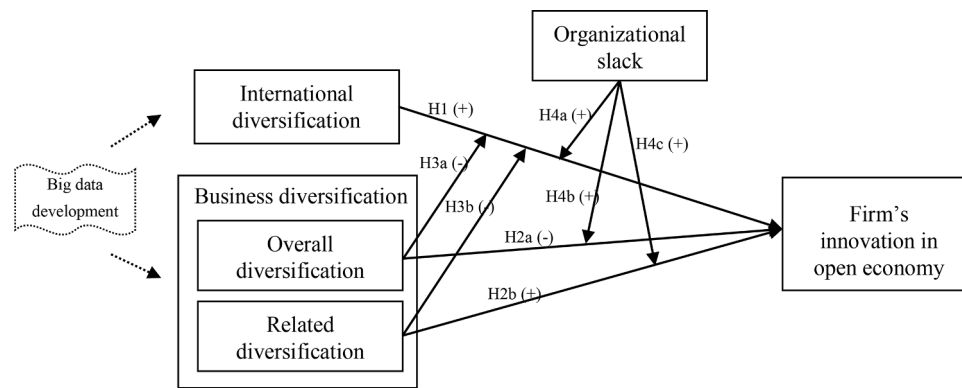 Organizational
slack
International
diversification
H1 (+)
H4a (+)
H4c (+)
H3a (-)
Big data
development
Business diversification
H3b (-)
H4b (+)
Overall
diversification
H2a (-)
Firm's
innovation in
open economy
H2b (+)
Related
diversification